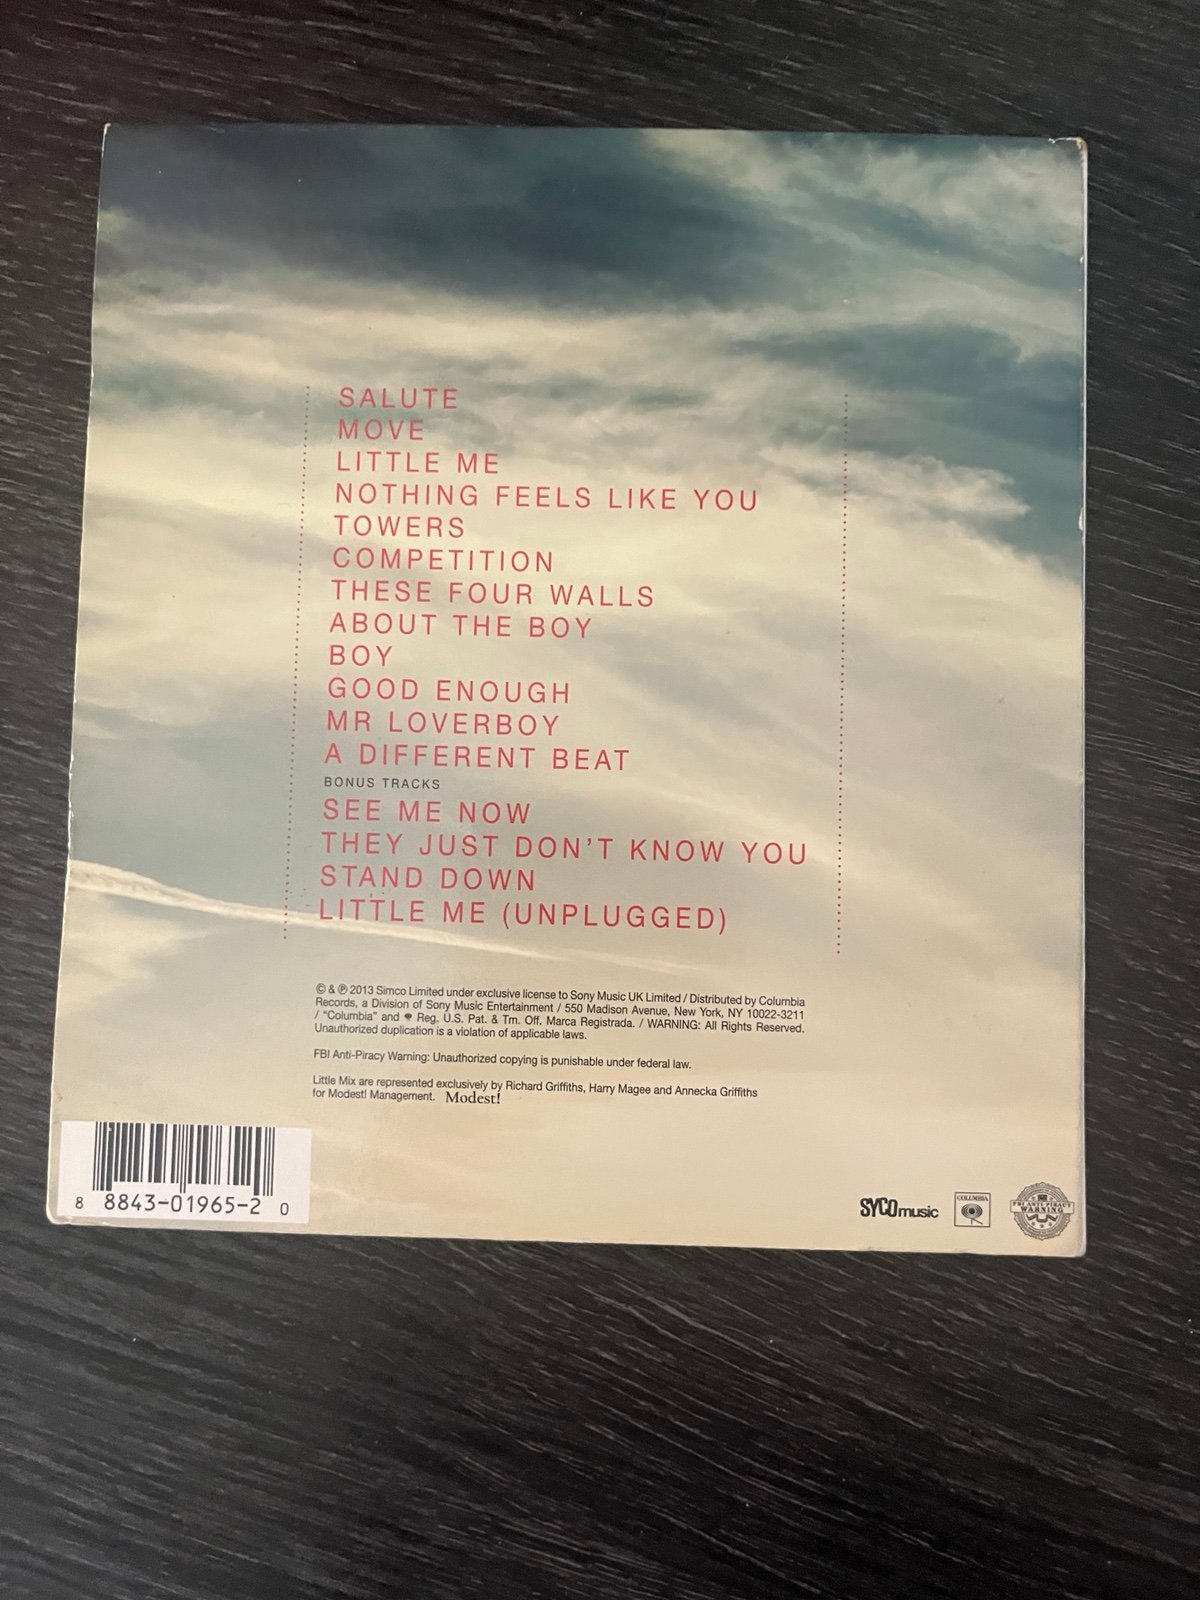 SALUTE
MOVE
LITTLE ME
NOTHING FEELS LIKE YOU
TOWERS
COMPETITION
THESE FOUR WALLS
ABOUT THE BOY
BOY
GOOD ENOUGH
MR LOVERBOY
A DIFFERENT BEAT
BONUS TRACKS
SEE ME NOW
THEY JUST DON'T KNOW YOU
STAND DOWN
LITTLE ME (UNPLUGGED)
© & ℗ 2013 Simco Limited under exclusive license to Sony Music UK Limited / Distributed by Columbia
Records, a Division of Sony Music Entertainment / 550 Madison Avenue, New York, NY 10022-3211
/ "Columbia" and Reg. U.S. Pat. & Tm. Off. Marca Registrada. / WARNING: All Rights Reserved.
Unauthorized duplication is a violation of applicable laws.
FBI Anti-Piracy Warning: Unauthorized copying is punishable under federal law.
Little Mix are represented exclusively by Richard Griffiths, Harry Magee and Annecka Griffiths
for Modest! Management. Modest!
8 8843-01965-2 0
SYCOmusic
COLUMBIA
FBI ANTI-PIRACY
WARNING